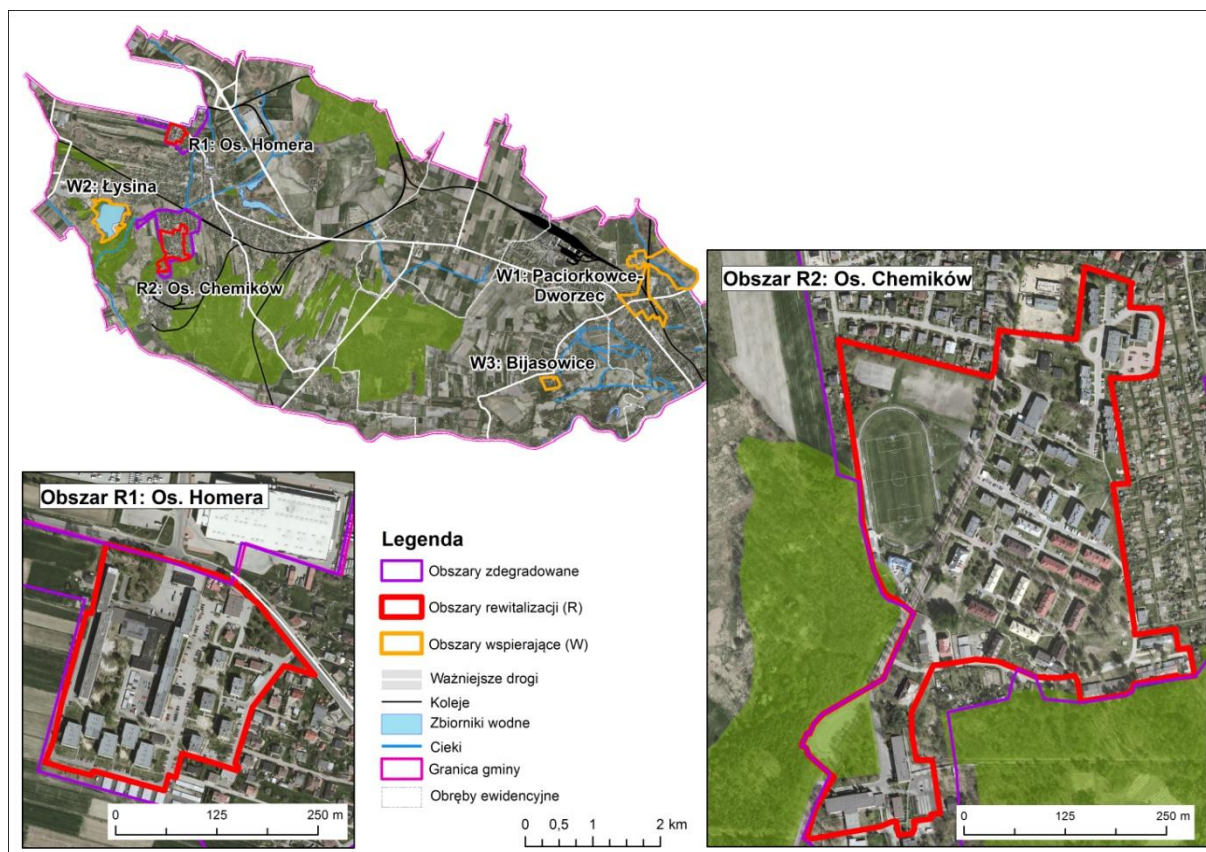 R1: Os. Homera
W2: Łysina
R2: Os. Chemików
W1: Paciorkowce-
Dworzec
W3: Bijasowice
Obszar R2: Os. Chemików
0 125 250 m
Obszar R1: Os. Homera
0 125 250 m
Legenda
Obszary zdegradowane
Obszary rewitalizacji (R)
Obszary wspierające (W)
Ważniejsze drogi
Koleje
Zbiorniki wodne
Cieki
Granica gminy
Obręby ewidencyjne
0 0,5 1 2 km